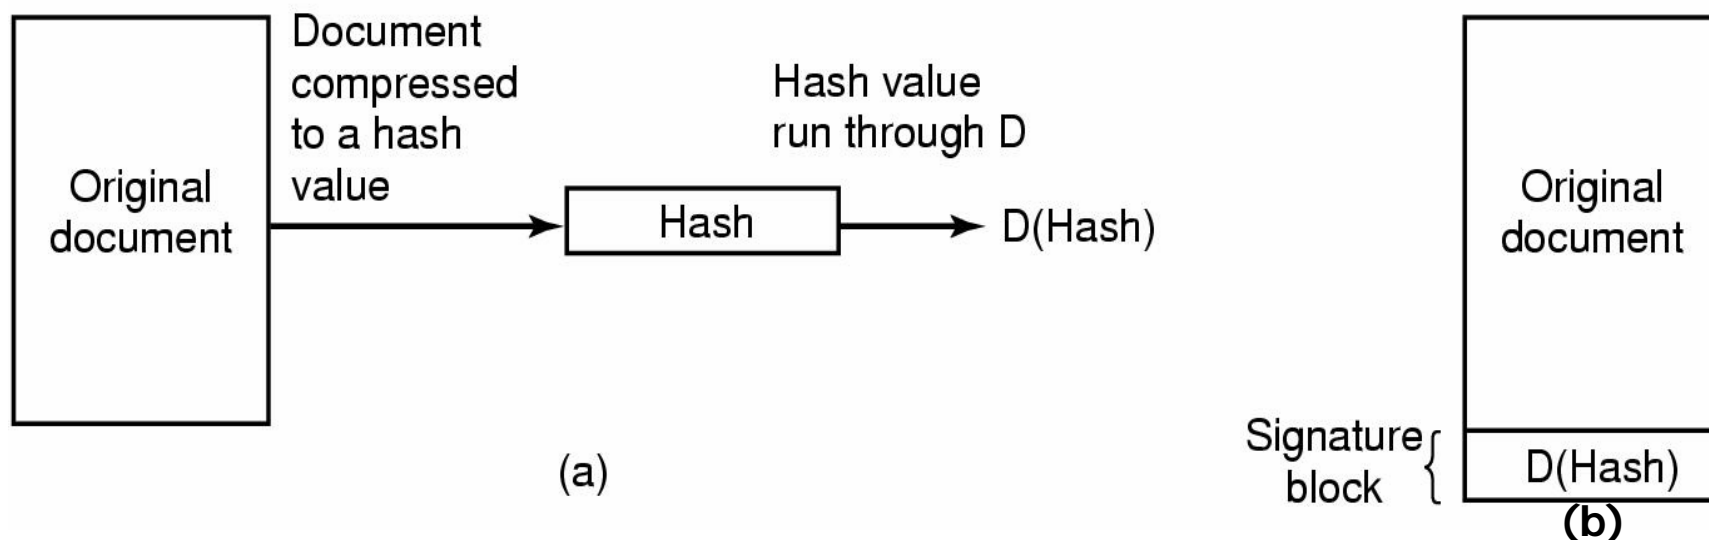 Original
document
Document
compressed
to a hash
value
Hash
Hash value
run through D
D(Hash)
(a)
Original
document
Signature
block
D(Hash)
(b)